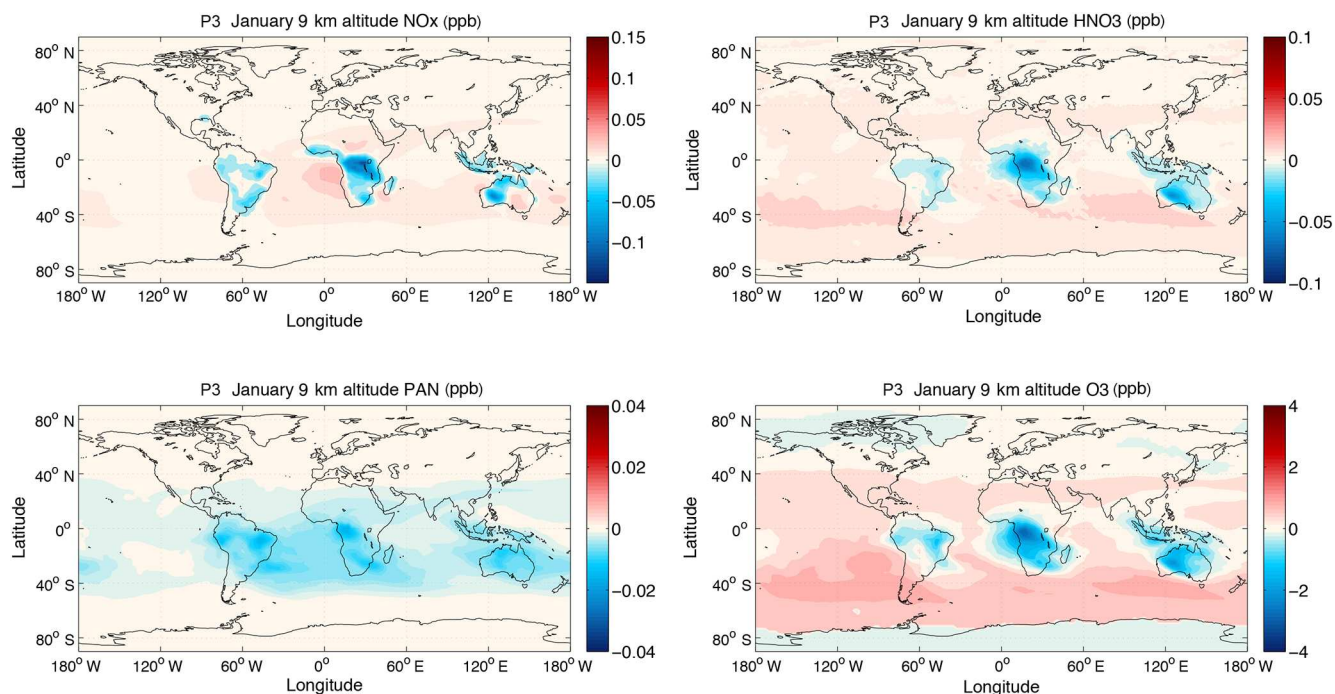 P3 January 9 km altitude NOx (ppb)
80° N
40° N
0°
40° S
80° S
Latitude
180° W 120° W 60° W 0° 60° E 120° E 180° W
Longitude
0.15
0.1
0.05
0
−0.05
−0.1
P3 January 9 km altitude HNO3 (ppb)
80° N
40° N
0°
40° S
80° S
Latitude
180° W 120° W 60° W 0° 60° E 120° E 180° W
Longitude
0.1
0.05
0
−0.05
−0.1
P3 January 9 km altitude PAN (ppb)
80° N
40° N
0°
40° S
80° S
Latitude
180° W 120° W 60° W 0° 60° E 120° E 180° W
Longitude
0.04
0.02
0
−0.02
−0.04
P3 January 9 km altitude O3 (ppb)
80° N
40° N
0°
40° S
80° S
Latitude
180° W 120° W 60° W 0° 60° E 120° E 180° W
Longitude
4
2
0
−2
−4